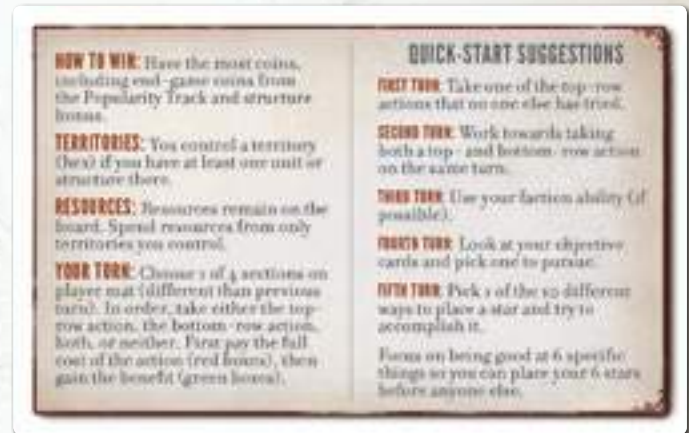 HOW TO WIN: Have the most coins,
including end-game coins from
the Popularity Track and structure
bonus.
TERRITORIES: You control a territory
(hex) if you have at least one unit or
structure there.
RESOURCES: Resources remain on the
board. Spend resources from only
territories you control.
YOUR TURN: Choose 1 of 4 sections on
player mat (different than previous
turn). In order, take either the top-
row action, the bottom-row action,
both, or neither. First pay the full
cost of the action (red boxes), then
gain the benefit (green boxes).
QUICK-START SUGGESTIONS
FIRST TURN: Take one of the top-row
actions that no one else has tried.
SECOND TURN: Work towards taking
both a top- and bottom-row action
on the same turn.
THIRD TURN: Use your faction ability (if
possible).
FOURTH TURN: Look at your objective
cards and pick one to pursue.
FIFTH TURN: Pick 1 of the 10 different
ways to place a star and try to
accomplish it.
Focus on being good at 6 specific
things so you can place your 6 stars
before anyone else.